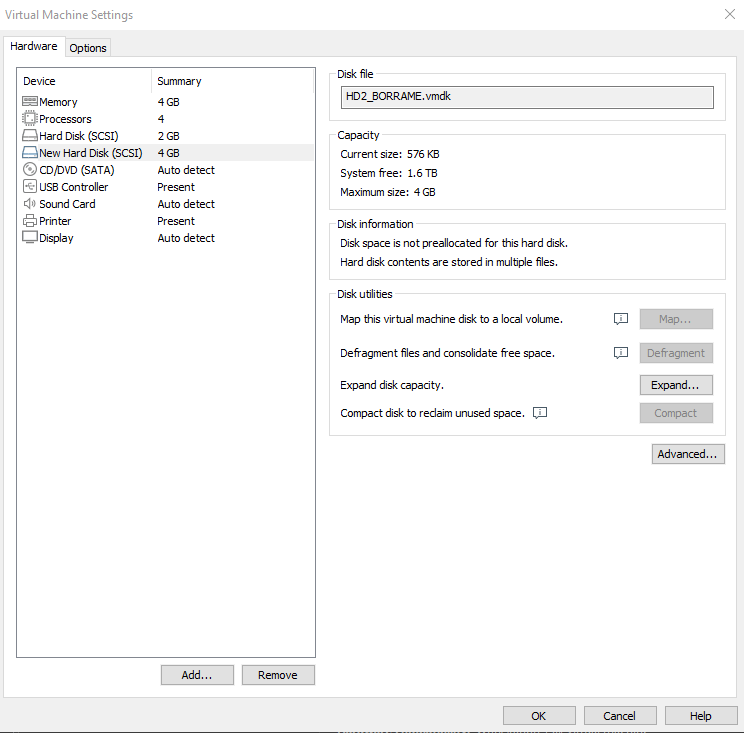 Virtual Machine Settings
Hardware Options
Device Summary
Memory 4 GB
Processors 4
Hard Disk (SCSI) 2 GB
New Hard Disk (SCSI) 4 GB
CD/DVD (SATA) Auto detect
USB Controller Present
Sound Card Auto detect
Printer Present
Display Auto detect
Add... Remove
Disk file
HD2_BORRAME.vmdk
Capacity
Current size: 576 KB
System free: 1.6 TB
Maximum size: 4 GB
Disk information
Disk space is not preallocated for this hard disk.
Hard disk contents are stored in multiple files.
Disk utilities
Map this virtual machine disk to a local volume. Map...
Defragment files and consolidate free space. Defragment
Expand disk capacity. Expand...
Compact disk to reclaim unused space. Compact
Advanced...
OK Cancel Help